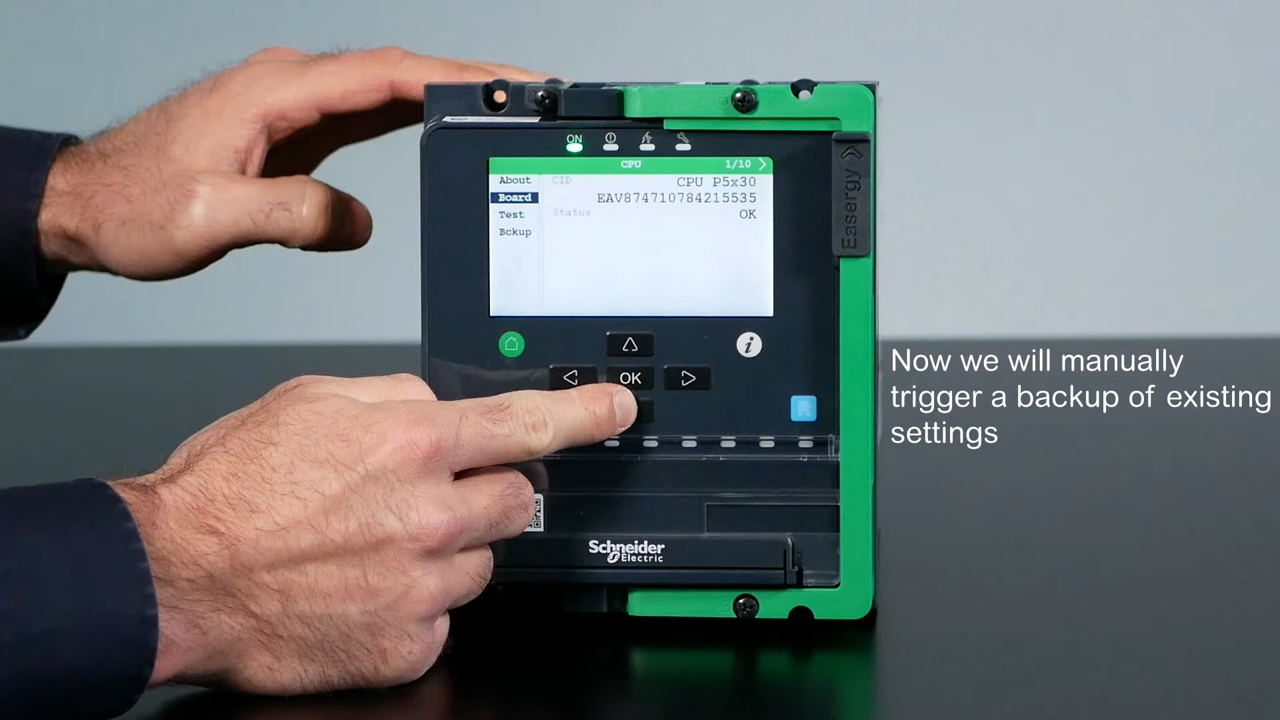 ON
CPU 1/10
About CID CPU P5x30
Board EAV874710784215535
Test Status OK
Bckup
Easergy
i
OK
Now we will manually
trigger a backup of existing
settings
Schneider
Electric